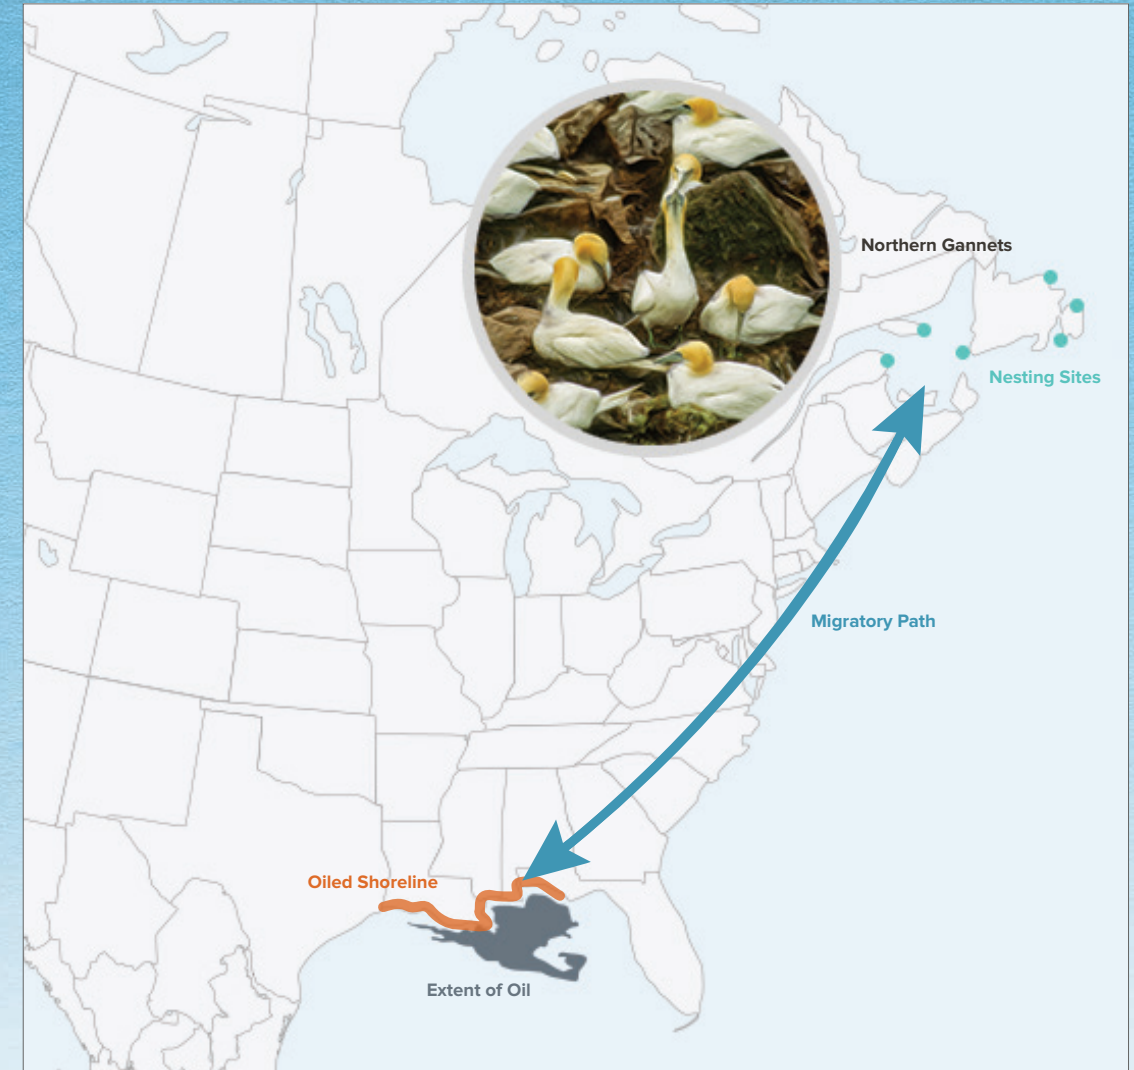 Northern Gannets
Nesting Sites
Migratory Path
Oiled Shoreline
Extent of Oil